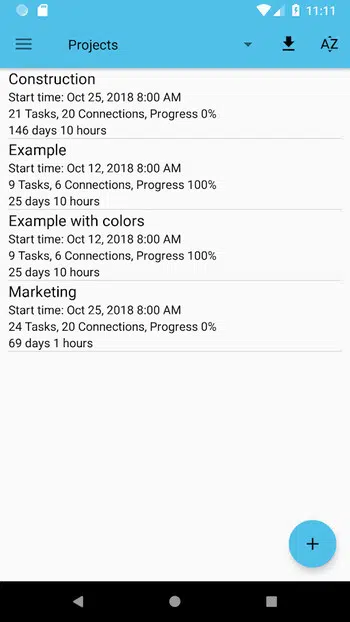 11:11
Projects
AZ
Construction
Start time: Oct 25, 2018 8:00 AM
21 Tasks, 20 Connections, Progress 0%
146 days 10 hours
Example
Start time: Oct 12, 2018 8:00 AM
9 Tasks, 6 Connections, Progress 100%
25 days 10 hours
Example with colors
Start time: Oct 12, 2018 8:00 AM
9 Tasks, 6 Connections, Progress 100%
25 days 10 hours
Marketing
Start time: Oct 25, 2018 8:00 AM
24 Tasks, 20 Connections, Progress 0%
69 days 1 hours
+